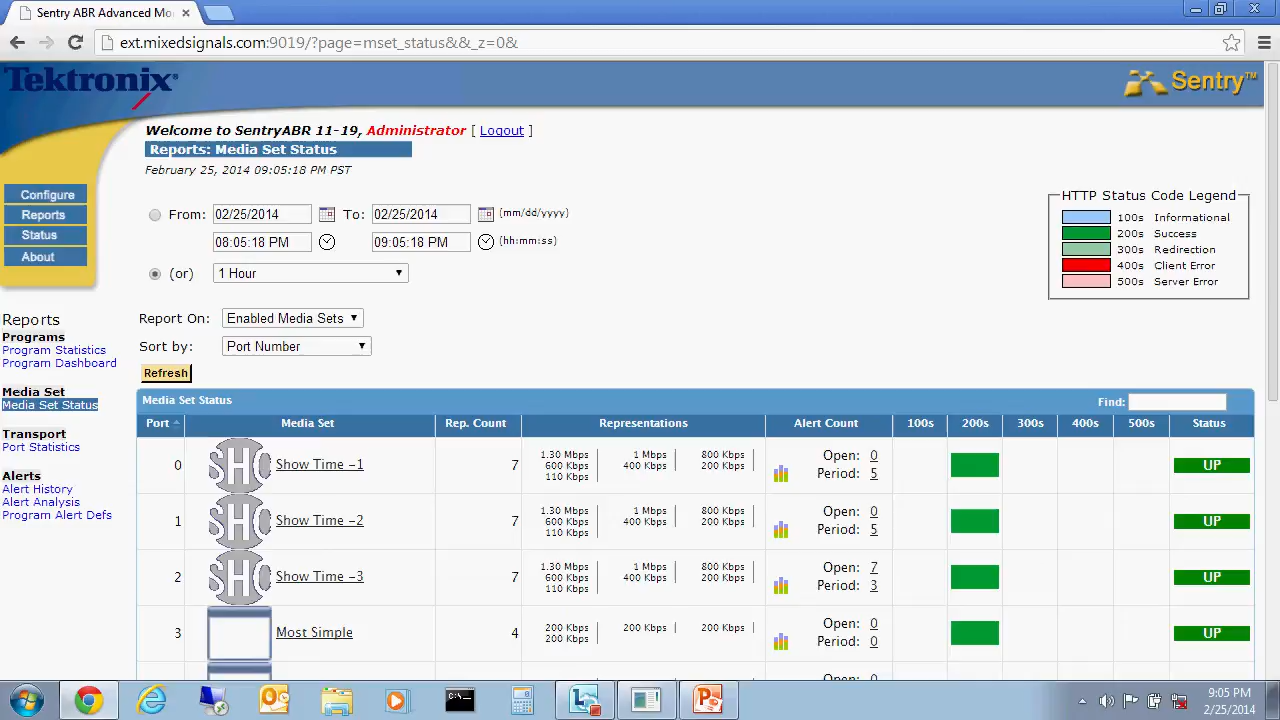 Sentry ABR Advanced Mo
ext.mixedsignals.com:9019/?page=mset_status&&_z=0&
Tektronix
Sentry™
Welcome to SentryABR 11-19, Administrator [ Logout ]
Reports: Media Set Status
February 25, 2014 09:05:18 PM PST
Configure
Reports
Status
About
From: 02/25/2014 To: 02/25/2014 (mm/dd/yyyy)
08:05:18 PM 09:05:18 PM (hh:mm:ss)
(or) 1 Hour
HTTP Status Code Legend
100s Informational
200s Success
300s Redirection
400s Client Error
500s Server Error
Report On: Enabled Media Sets
Sort by: Port Number
Refresh
Reports
Programs
Program Statistics
Program Dashboard
Media Set
Media Set Status
Transport
Port Statistics
Alerts
Alert History
Alert Analysis
Program Alert Defs
Media Set Status Find:
Port Media Set Rep. Count Representations Alert Count 100s 200s 300s 400s 500s Status
0 SHO Show Time -1 7 1.30 Mbps 1 Mbps 800 Kbps Open: 0 UP
600 Kbps 400 Kbps 200 Kbps Period: 5
110 Kbps
1 SHO Show Time -2 7 1.30 Mbps 1 Mbps 800 Kbps Open: 0 UP
600 Kbps 400 Kbps 200 Kbps Period: 5
110 Kbps
2 SHO Show Time -3 7 1.30 Mbps 1 Mbps 800 Kbps Open: 7 UP
600 Kbps 400 Kbps 200 Kbps Period: 3
110 Kbps
3 Most Simple 4 200 Kbps 200 Kbps 200 Kbps Open: 0 UP
200 Kbps Period: 0
Open: 0
9:05 PM
2/25/2014